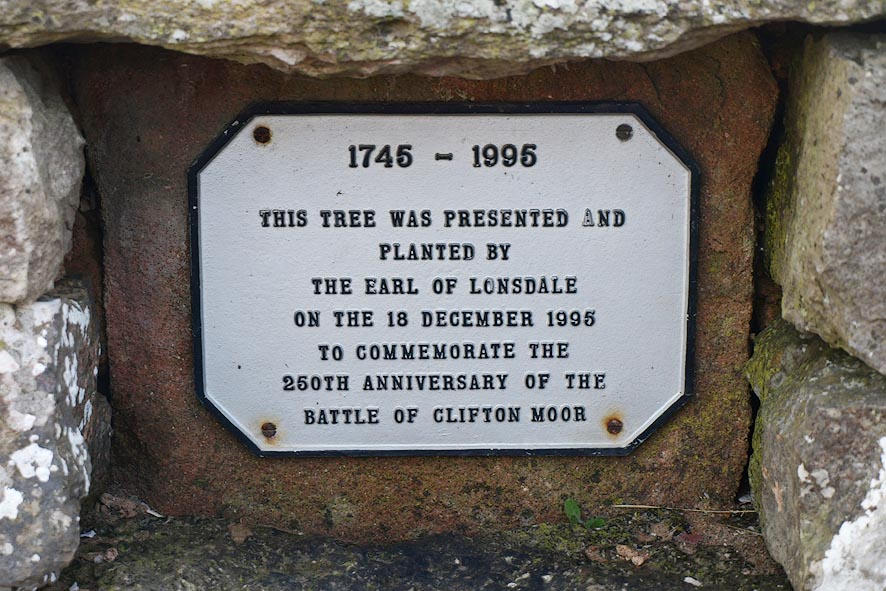 1745 - 1995
THIS TREE WAS PRESENTED AND
PLANTED BY
THE EARL OF LONSDALE
ON THE 18 DECEMBER 1995
TO COMMEMORATE THE
250TH ANNIVERSARY OF THE
BATTLE OF CLIFTON MOOR